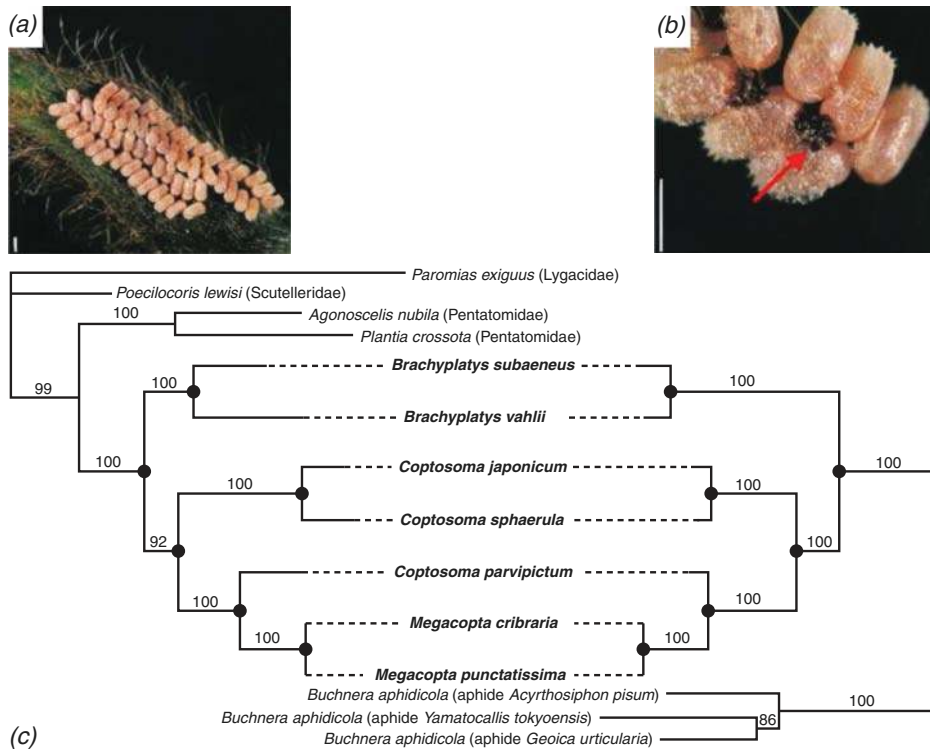 (a)
(b)
Paromias exiguus (Lygacidae)
Poecilocoris lewisi (Scutelleridae)
100
Agonoscelis nubila (Pentatomidae)
Plantia crossota (Pentatomidae)
99
100
Brachyplatys subaeneus
100
Brachyplatys vahlii
100
100
100
Coptosoma japonicum
100
Coptosoma sphaerula
92
100
Coptosoma parvipictum
100
100
100
Megacopta cribraria
100
Megacopta punctatissima
Buchnera aphidicola (aphide Acyrthosiphon pisum)
100
Buchnera aphidicola (aphide Yamatocallis tokyoensis)
86
(c)
Buchnera aphidicola (aphide Geoica urticularia)